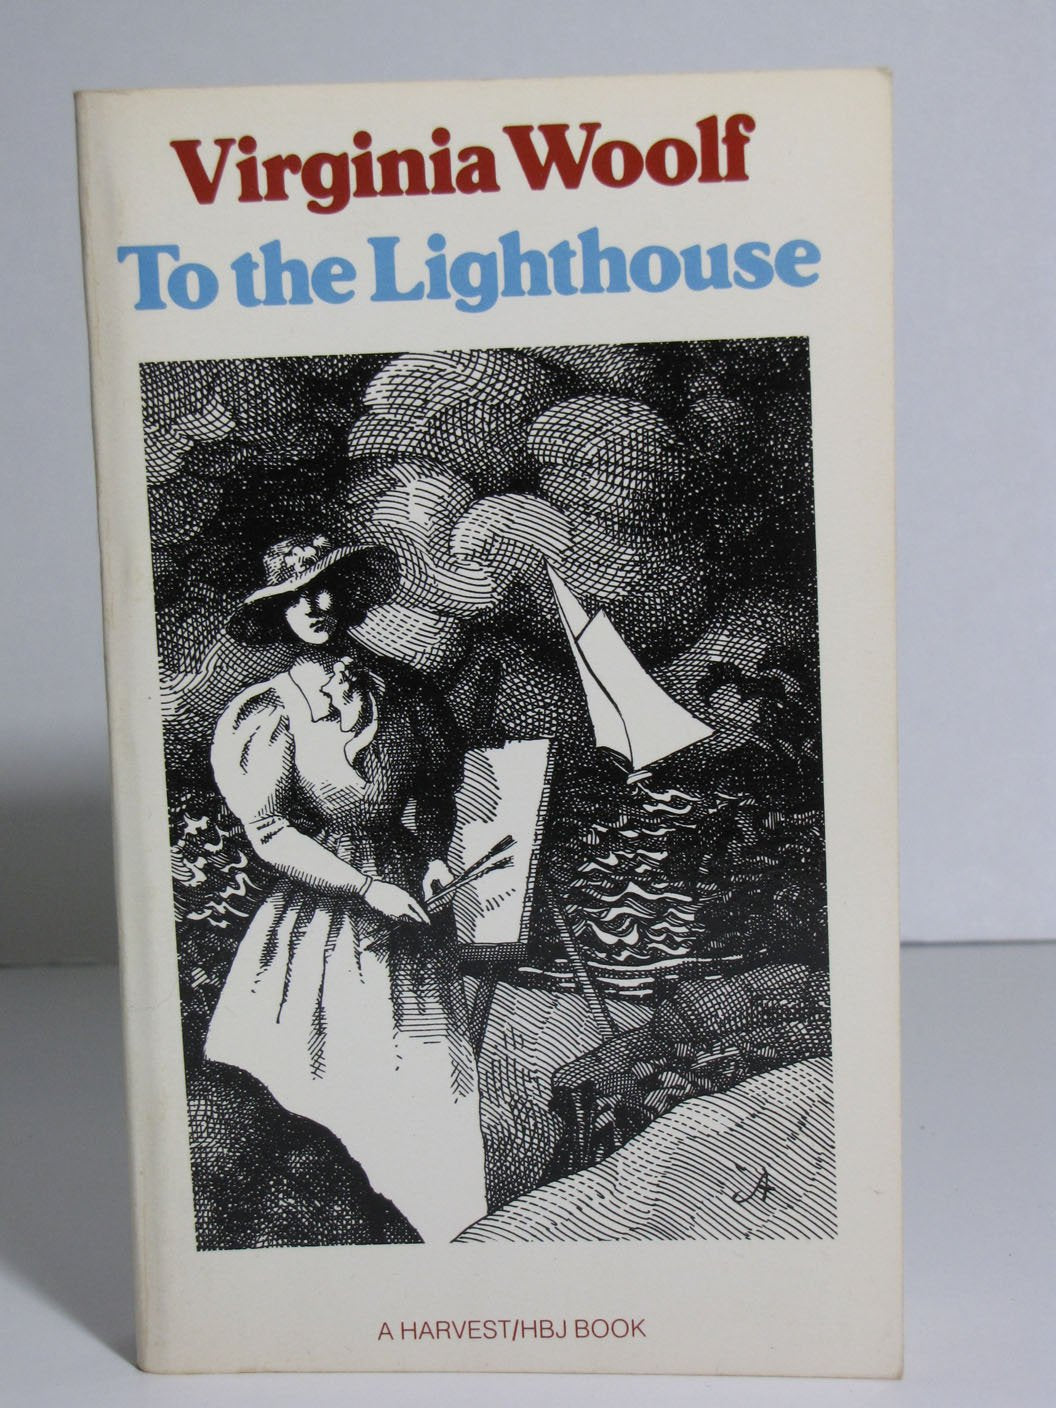 Virginia Woolf
To the Lighthouse
A HARVEST/HBJ BOOK